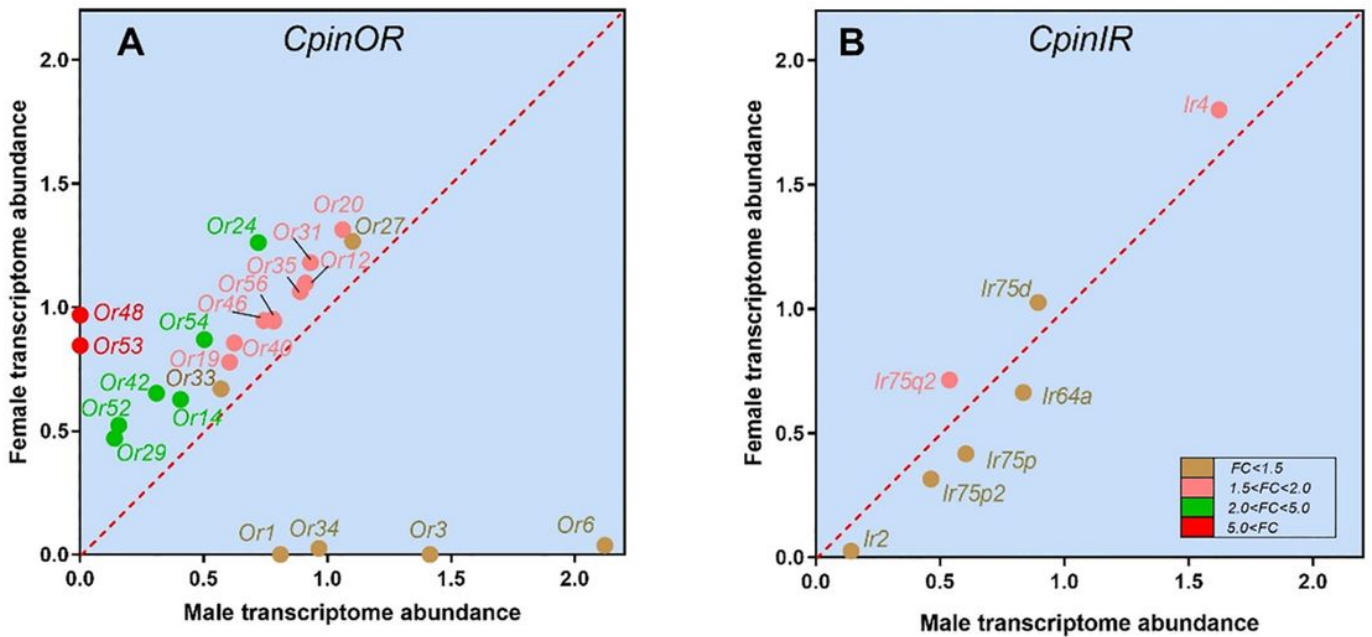 A
CpinOR
2.0
1.5
1.0
0.5
0.0
Female transcriptome abundance
Or20
Or24
Or31
Or27
Or35
Or12
Or56
Or46
Or48
Or54
Or53
Or40
Or19
Or33
Or42
Or52
Or14
Or29
Or1
Or34
Or3
Or6
0.0
0.5
1.0
1.5
2.0
Male transcriptome abundance
B
CpinIR
2.0
1.5
1.0
0.5
0.0
Female transcriptome abundance
Ir4
Ir75d
Ir75q2
Ir64a
Ir75p
Ir75p2
Ir2
FC<1.5
1.5<FC<2.0
2.0<FC<5.0
5.0<FC
0.0
0.5
1.0
1.5
2.0
Male transcriptome abundance